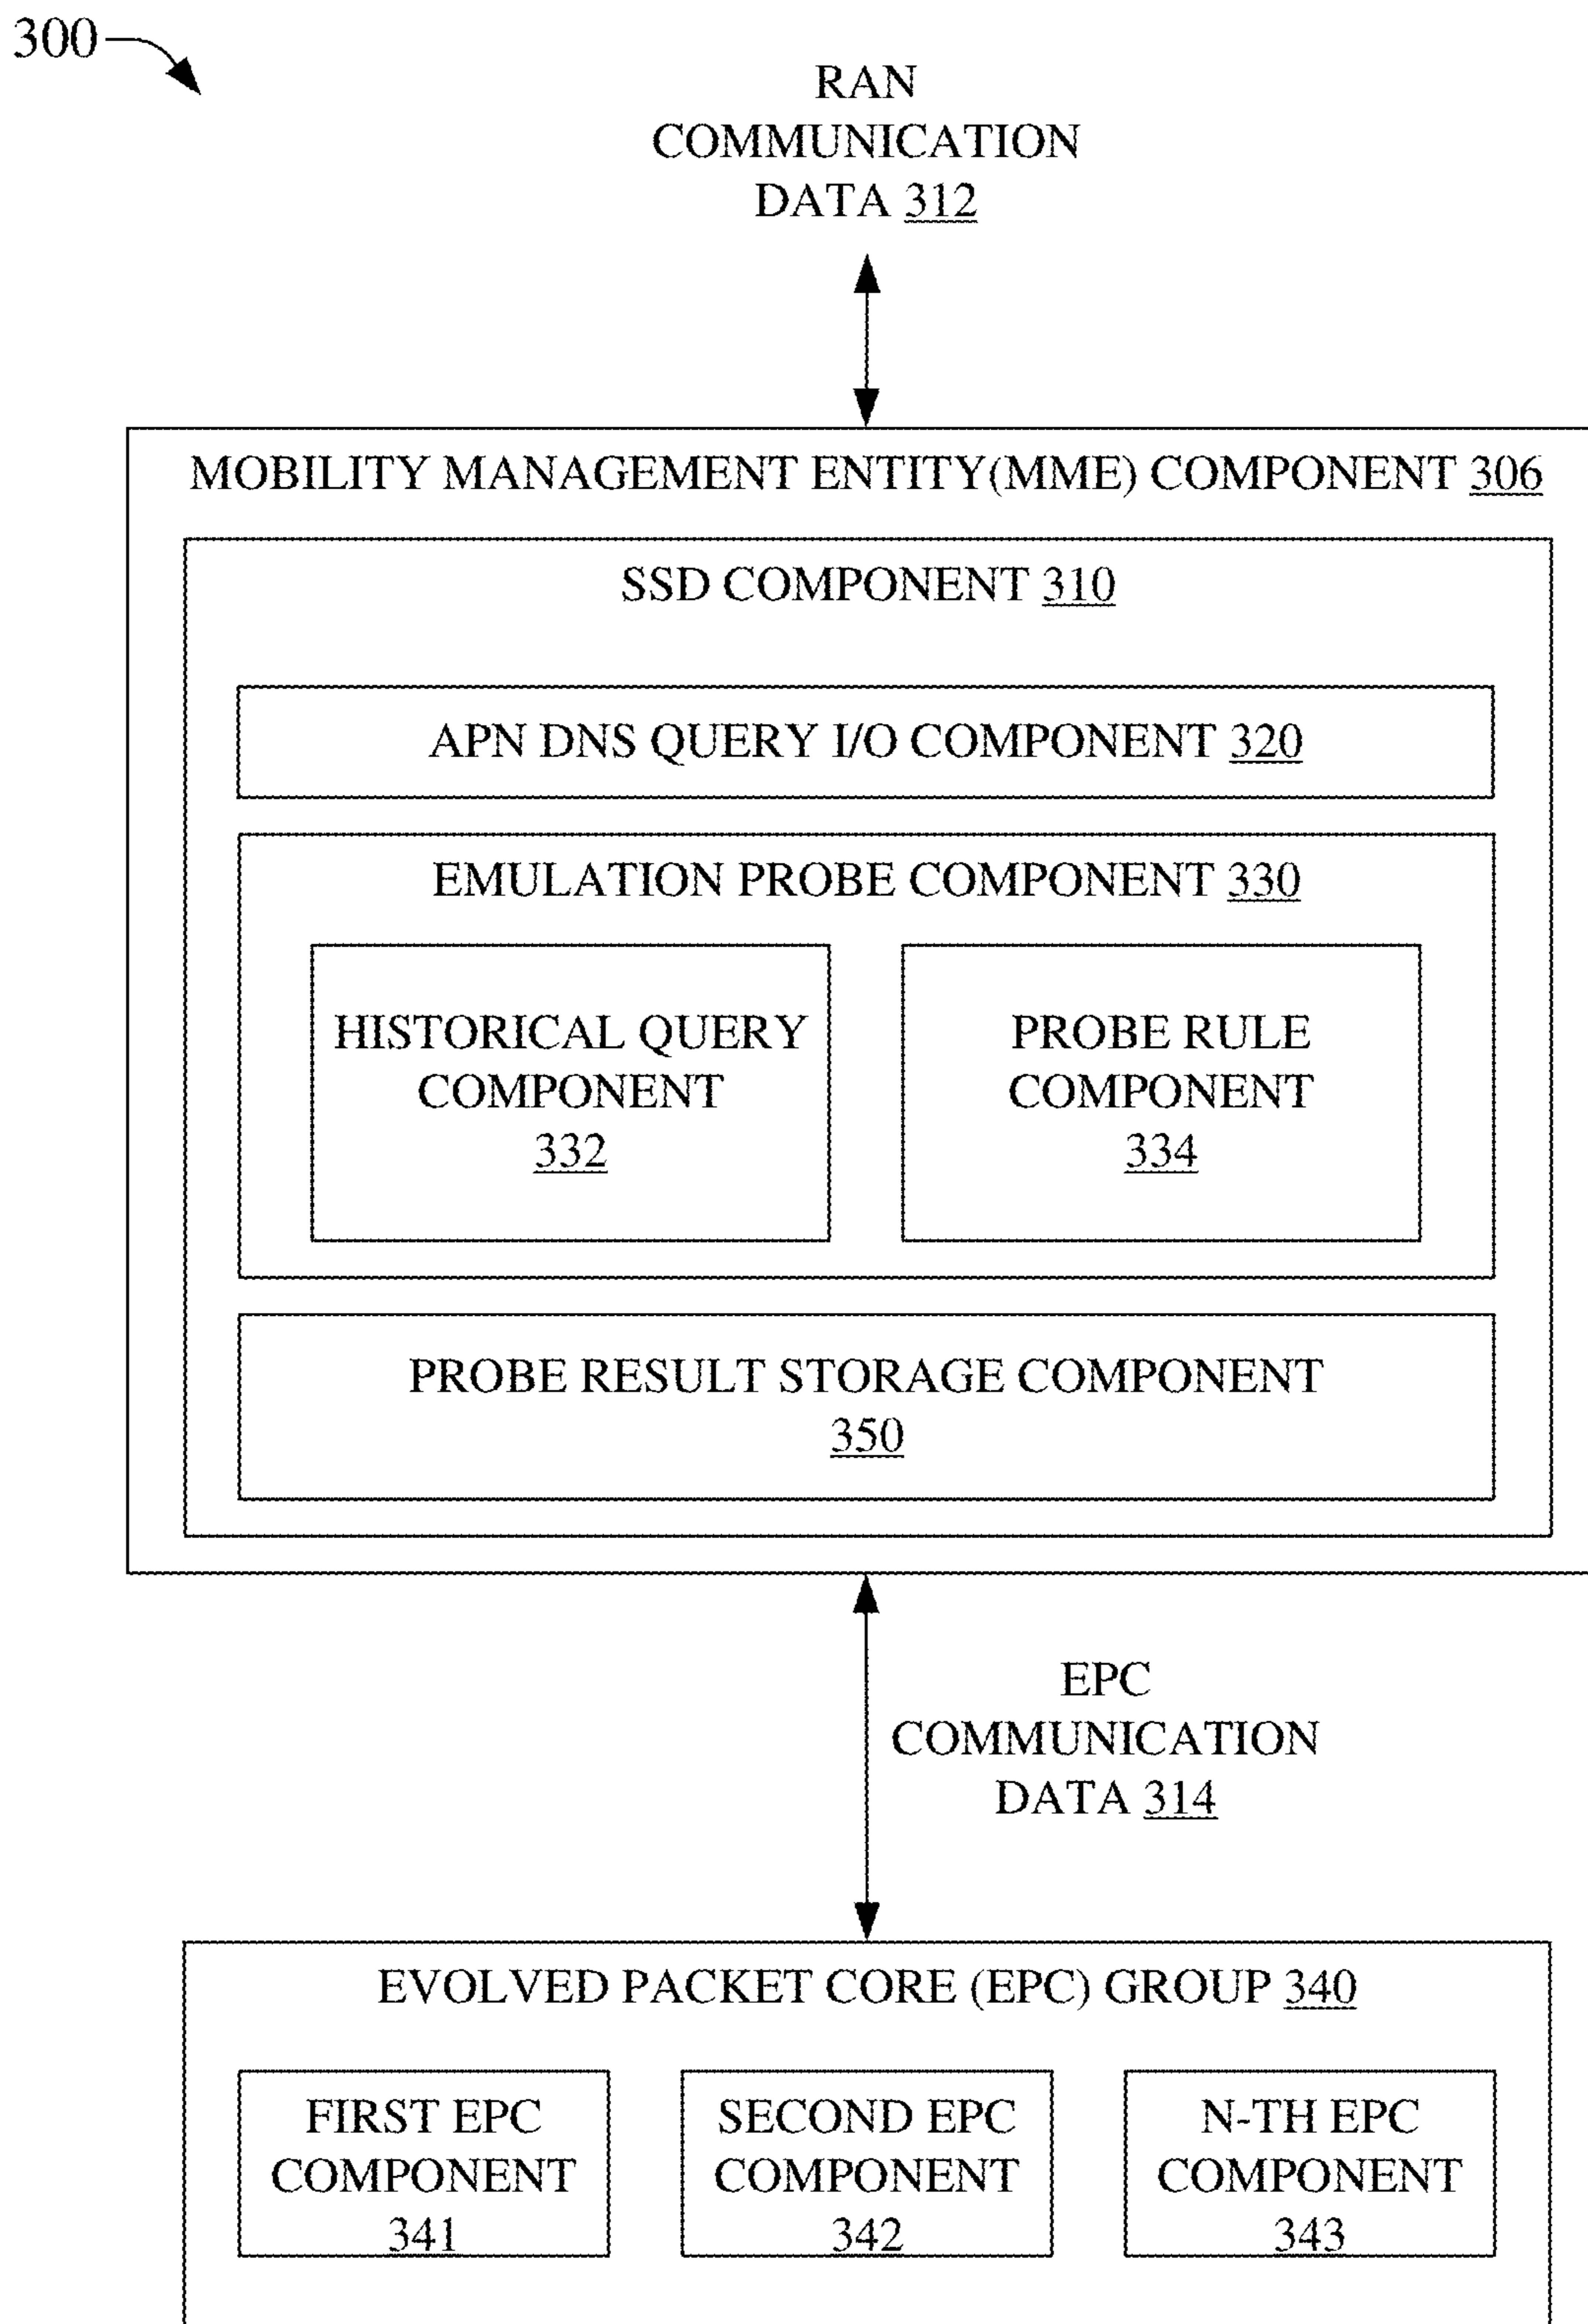 300
RAN
COMMUNICATION
DATA 312
MOBILITY MANAGEMENT ENTITY(MME) COMPONENT 306
SSD COMPONENT 310
APN DNS QUERY I/O COMPONENT 320
EMULATION PROBE COMPONENT 330
HISTORICAL QUERY
COMPONENT
332
PROBE RULE
COMPONENT
334
PROBE RESULT STORAGE COMPONENT
350
EPC
COMMUNICATION
DATA 314
EVOLVED PACKET CORE (EPC) GROUP 340
FIRST EPC
COMPONENT
341
SECOND EPC
COMPONENT
342
N-TH EPC
COMPONENT
343